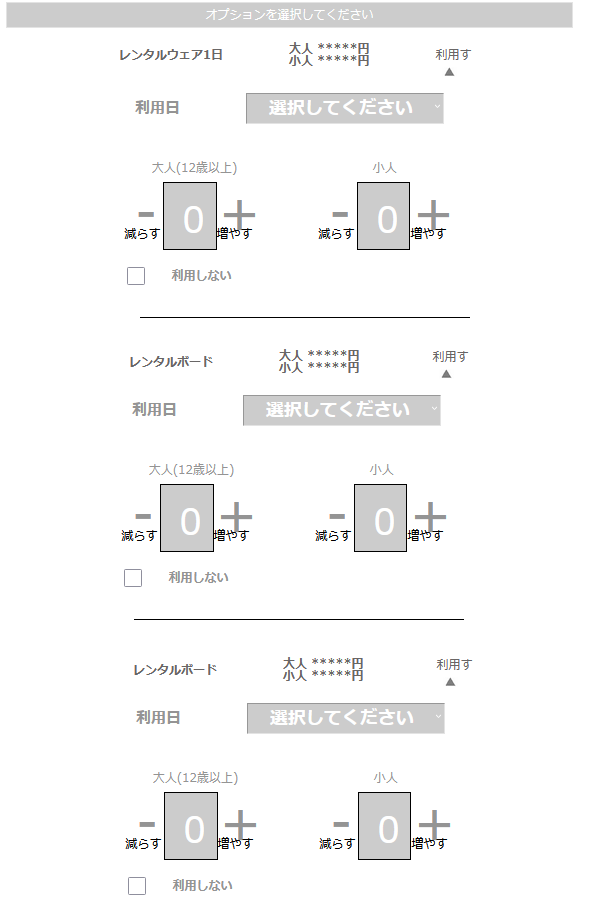 オプションを選択してください
レンタルウェア1日 大人 *****円 利用す
小人 *****円 ▲
利用日 選択してください
大人(12歳以上) 小人
- 0 + - 0 +
減らす 増やす 減らす 増やす
利用しない
レンタルボード 大人 *****円 利用す
小人 *****円 ▲
利用日 選択してください
大人(12歳以上) 小人
- 0 + - 0 +
減らす 増やす 減らす 増やす
利用しない
レンタルボード 大人 *****円 利用す
小人 *****円 ▲
利用日 選択してください
大人(12歳以上) 小人
- 0 + - 0 +
減らす 増やす 減らす 増やす
利用しない